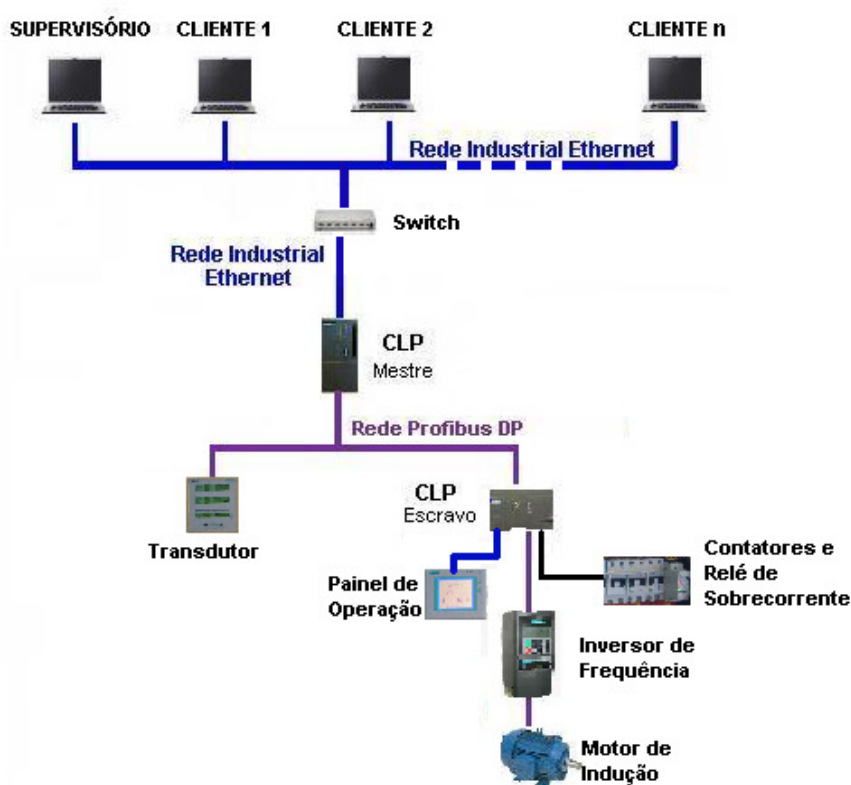 SUPERVISÓRIO
CLIENTE 1
CLIENTE 2
CLIENTE n
Rede Industrial Ethernet
Switch
Rede Industrial
Ethernet
CLP
Mestre
Rede Profibus DP
Transdutor
CLP
Escravo
Painel de
Operação
Contatores e
Relé de
Sobrecorrente
Inversor de
Frequência
Motor de
Indução